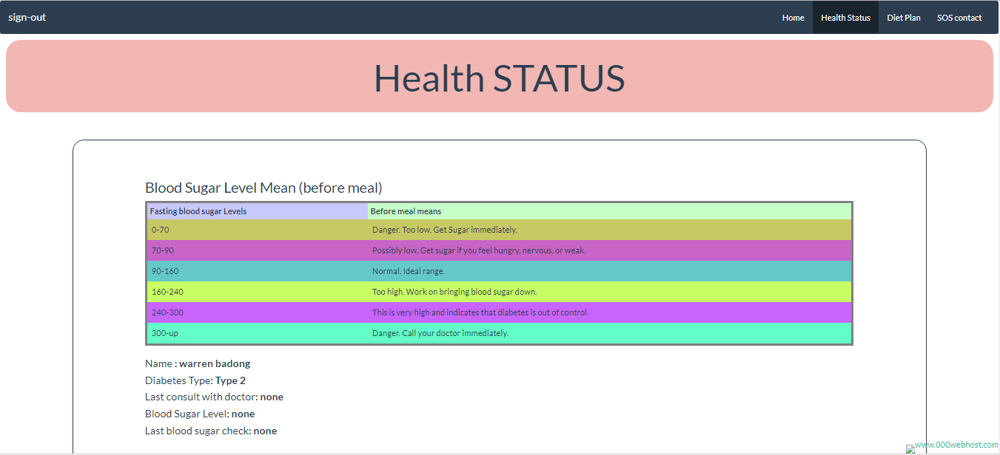 sign-out Home Health Status Diet Plan SOS contact
Health STATUS
Blood Sugar Level Mean (before meal)
Fasting blood sugar Levels Before meal means
0-70 Danger. Too low. Get Sugar immediately.
70-90 Possibly low. Get sugar if you feel hungry, nervous, or weak.
90-160 Normal. Ideal range.
160-240 Too high. Work on bringing blood sugar down.
240-300 This is very high and indicates that diabetes is out of control.
300-up Danger. Call your doctor immediately.
Name : warren badong
Diabetes Type: Type 2
Last consult with doctor: none
Blood Sugar Level: none
Last blood sugar check: none
www.000webhost.com